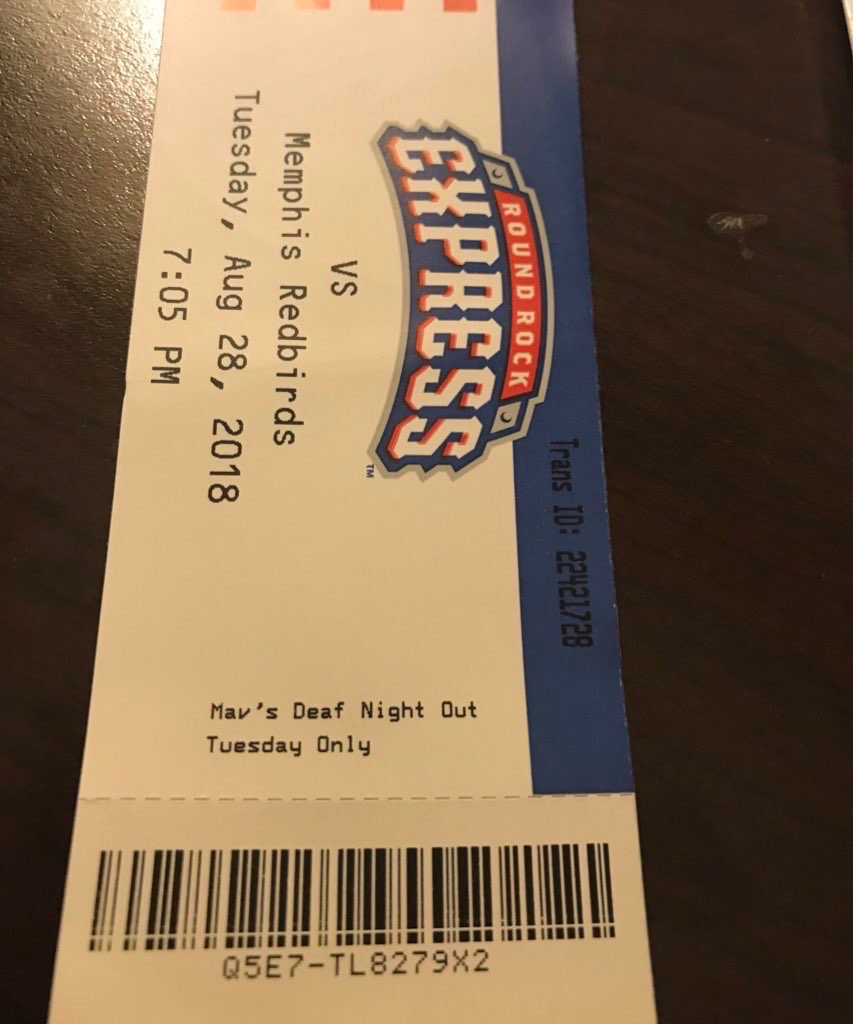 ROUND ROCK
EXPRESS
TM
VS
Memphis Redbirds
Tuesday, Aug 28, 2018
7:05 PM
Trans ID: 22421728
Mav's Deaf Night Out
Tuesday Only
Q5E7-TL8279X2